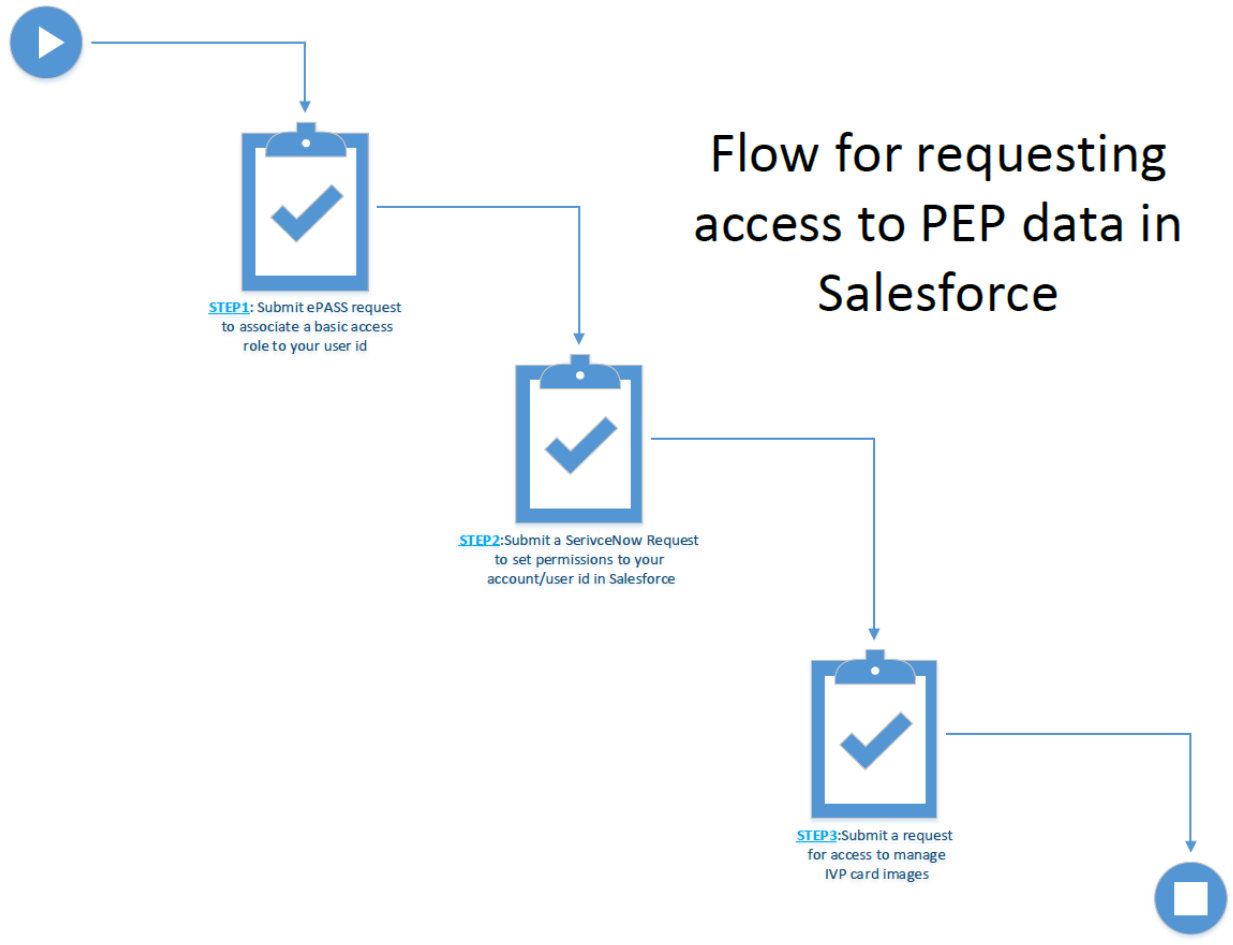 Flow for requesting
access to PEP data in
Salesforce
STEP1: Submit ePASS request
to associate a basic access
role to your user id
STEP2:Submit a SerivceNow Request
to set permissions to your
account/user id in Salesforce
STEP3:Submit a request
for access to manage
IVP card images